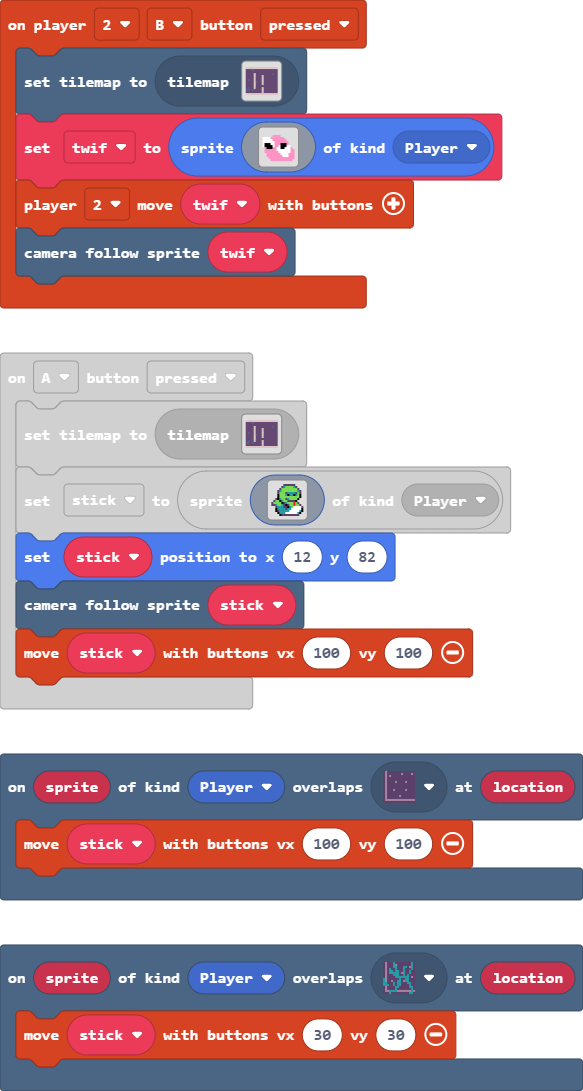 on player 2 B button pressed
set tilemap to tilemap
set twif to sprite of kind Player
player 2 move twif with buttons
camera follow sprite twif
on A button pressed
set tilemap to tilemap
set stick to sprite of kind Player
set stick position to x 12 y 82
camera follow sprite stick
move stick with buttons vx 100 vy 100
on sprite of kind Player overlaps at location
move stick with buttons vx 100 vy 100
on sprite of kind Player overlaps at location
move stick with buttons vx 30 vy 30